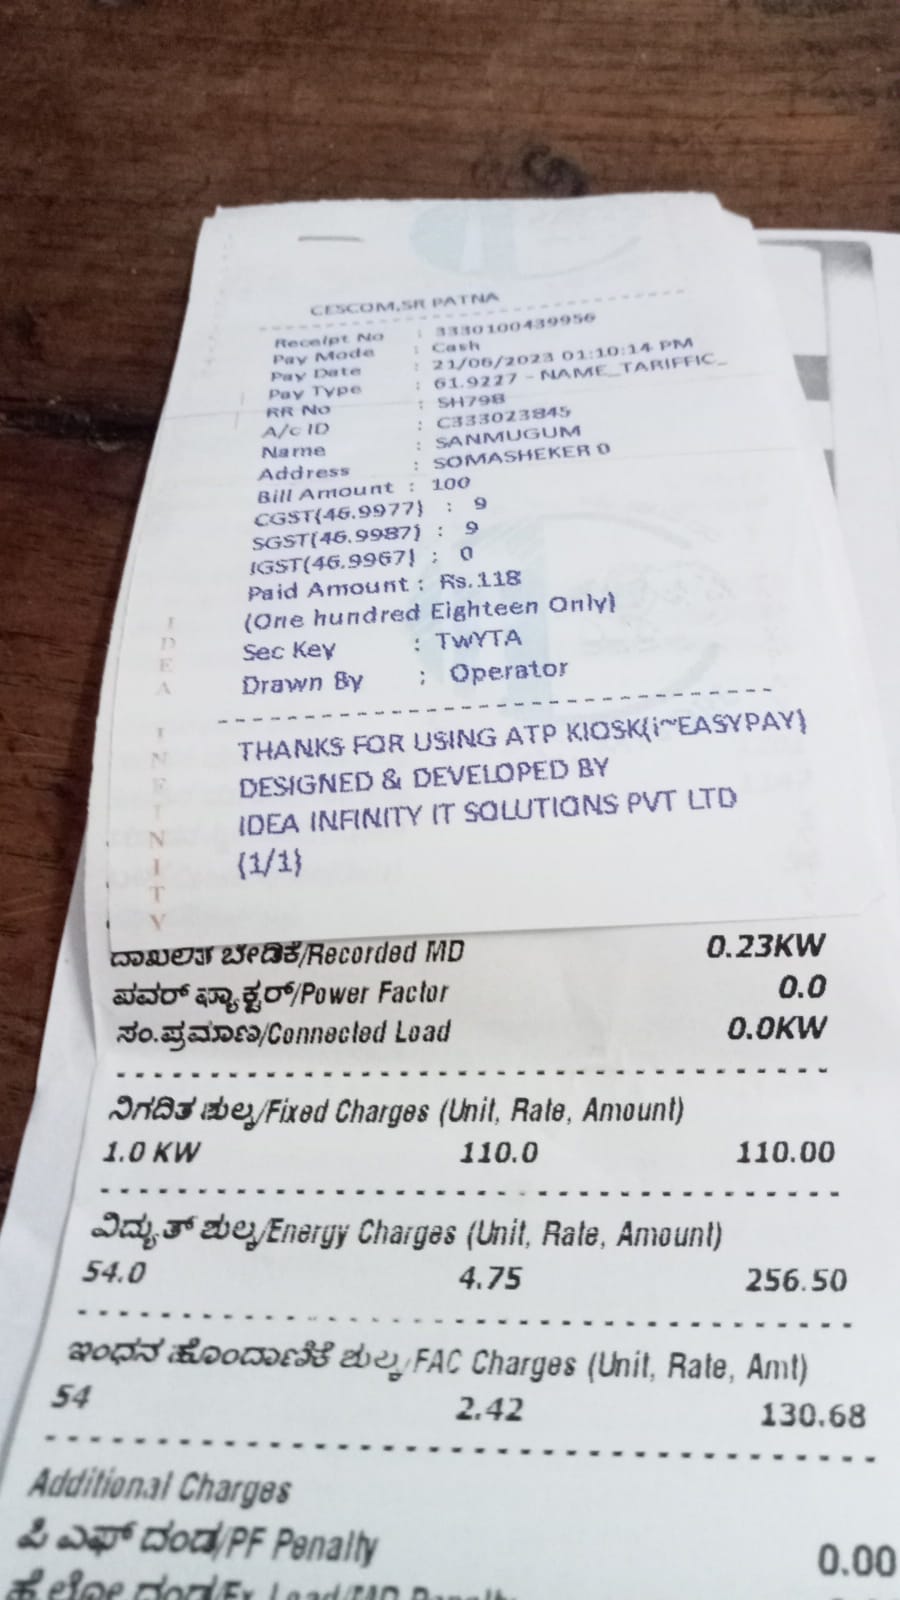 CESCOM,SR PATNA
Receipt No : 3330100439956
Pay Mode : Cash
Pay Date : 21/06/2023 01:10:14 PM
Pay Type : 61.9227 - NAME_TARIFFIC_
RR No : SH798
A/c ID : C333023845
Name : SANMUGUM
Address : SOMASHEKER 0
Bill Amount : 100
CGST(46.9977) : 9
SGST(46.9987) : 9
IGST(46.9967) : 0
Paid Amount : Rs.118
(One hundred Eighteen Only)
Sec Key : TwYTA
Drawn By : Operator
THANKS FOR USING ATP KIOSK(i~EASYPAY)
DESIGNED & DEVELOPED BY
IDEA INFINITY IT SOLUTIONS PVT LTD
(1/1)
IDEA INFINITY
ದಾಖಲಿತ ಬೇಡಿಕೆ/Recorded MD 0.23KW
ಪವರ್ ಫ್ಯಾಕ್ಟರ್/Power Factor 0.0
ಸಂ.ಪ್ರಮಾಣ/Connected Load 0.0KW
ನಿಗದಿತ ಶುಲ್ಕ/Fixed Charges (Unit, Rate, Amount)
1.0 KW 110.0 110.00
ವಿದ್ಯುತ್ ಶುಲ್ಕ/Energy Charges (Unit, Rate, Amount)
54.0 4.75 256.50
ಇಂಧನ ಹೊಂದಾಣಿಕೆ ಶುಲ್ಕ/FAC Charges (Unit, Rate, Amt)
54 2.42 130.68
Additional Charges
ಪಿ ಎಫ್ ದಂಡ/PF Penalty 0.00